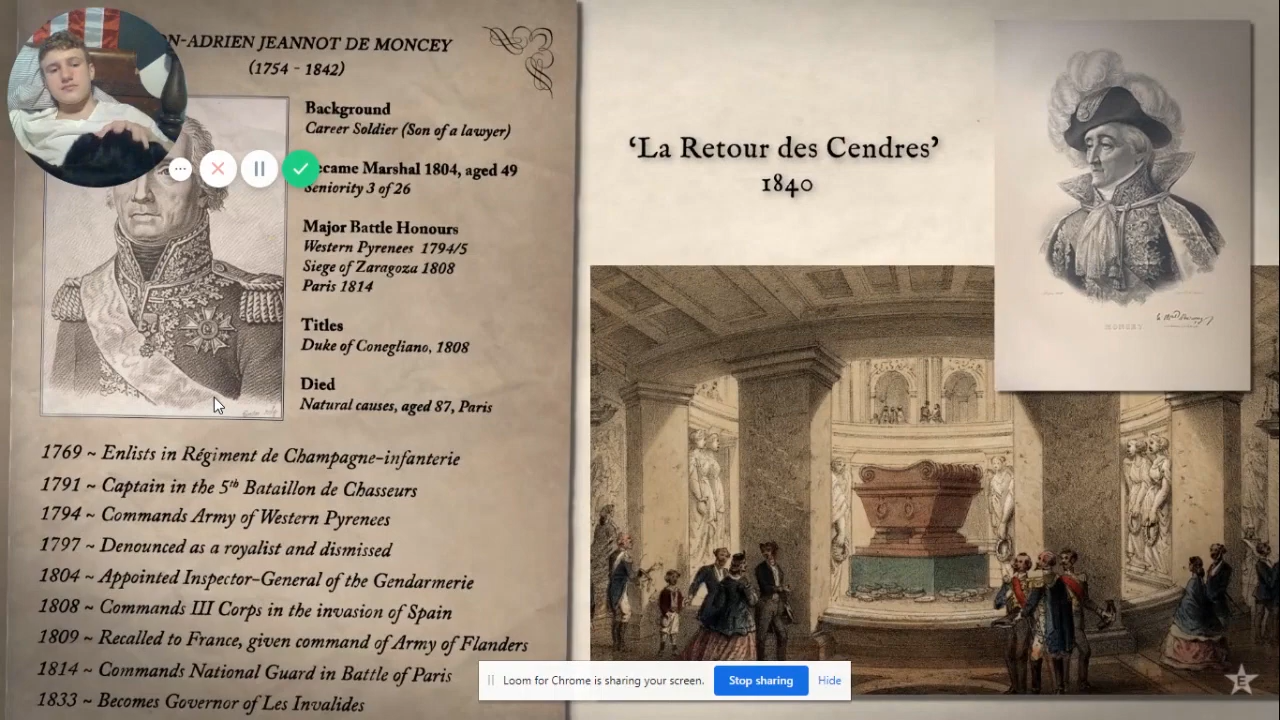 N-ADRIEN JEANNOT DE MONCEY
(1754 - 1842)
Background
Career Soldier (Son of a lawyer)
ecame Marshal 1804, aged 49
Seniority 3 of 26
Major Battle Honours
Western Pyrenees 1794/5
Siege of Zaragoza 1808
Paris 1814
Titles
Duke of Conegliano, 1808
Died
Natural causes, aged 87, Paris
1769 ~ Enlists in Régiment de Champagne-infanterie
1791 ~ Captain in the 5th Bataillon de Chasseurs
1794 ~ Commands Army of Western Pyrenees
1797 ~ Denounced as a royalist and dismissed
1804 ~ Appointed Inspector-General of the Gendarmerie
1808 ~ Commands III Corps in the invasion of Spain
1809 ~ Recalled to France, given command of Army of Flanders
1814 ~ Commands National Guard in Battle of Paris
1833 ~ Becomes Governor of Les Invalides
‘La Retour des Cendres’
1840
MONCEY
Loom for Chrome is sharing your screen.
Stop sharing
Hide
E